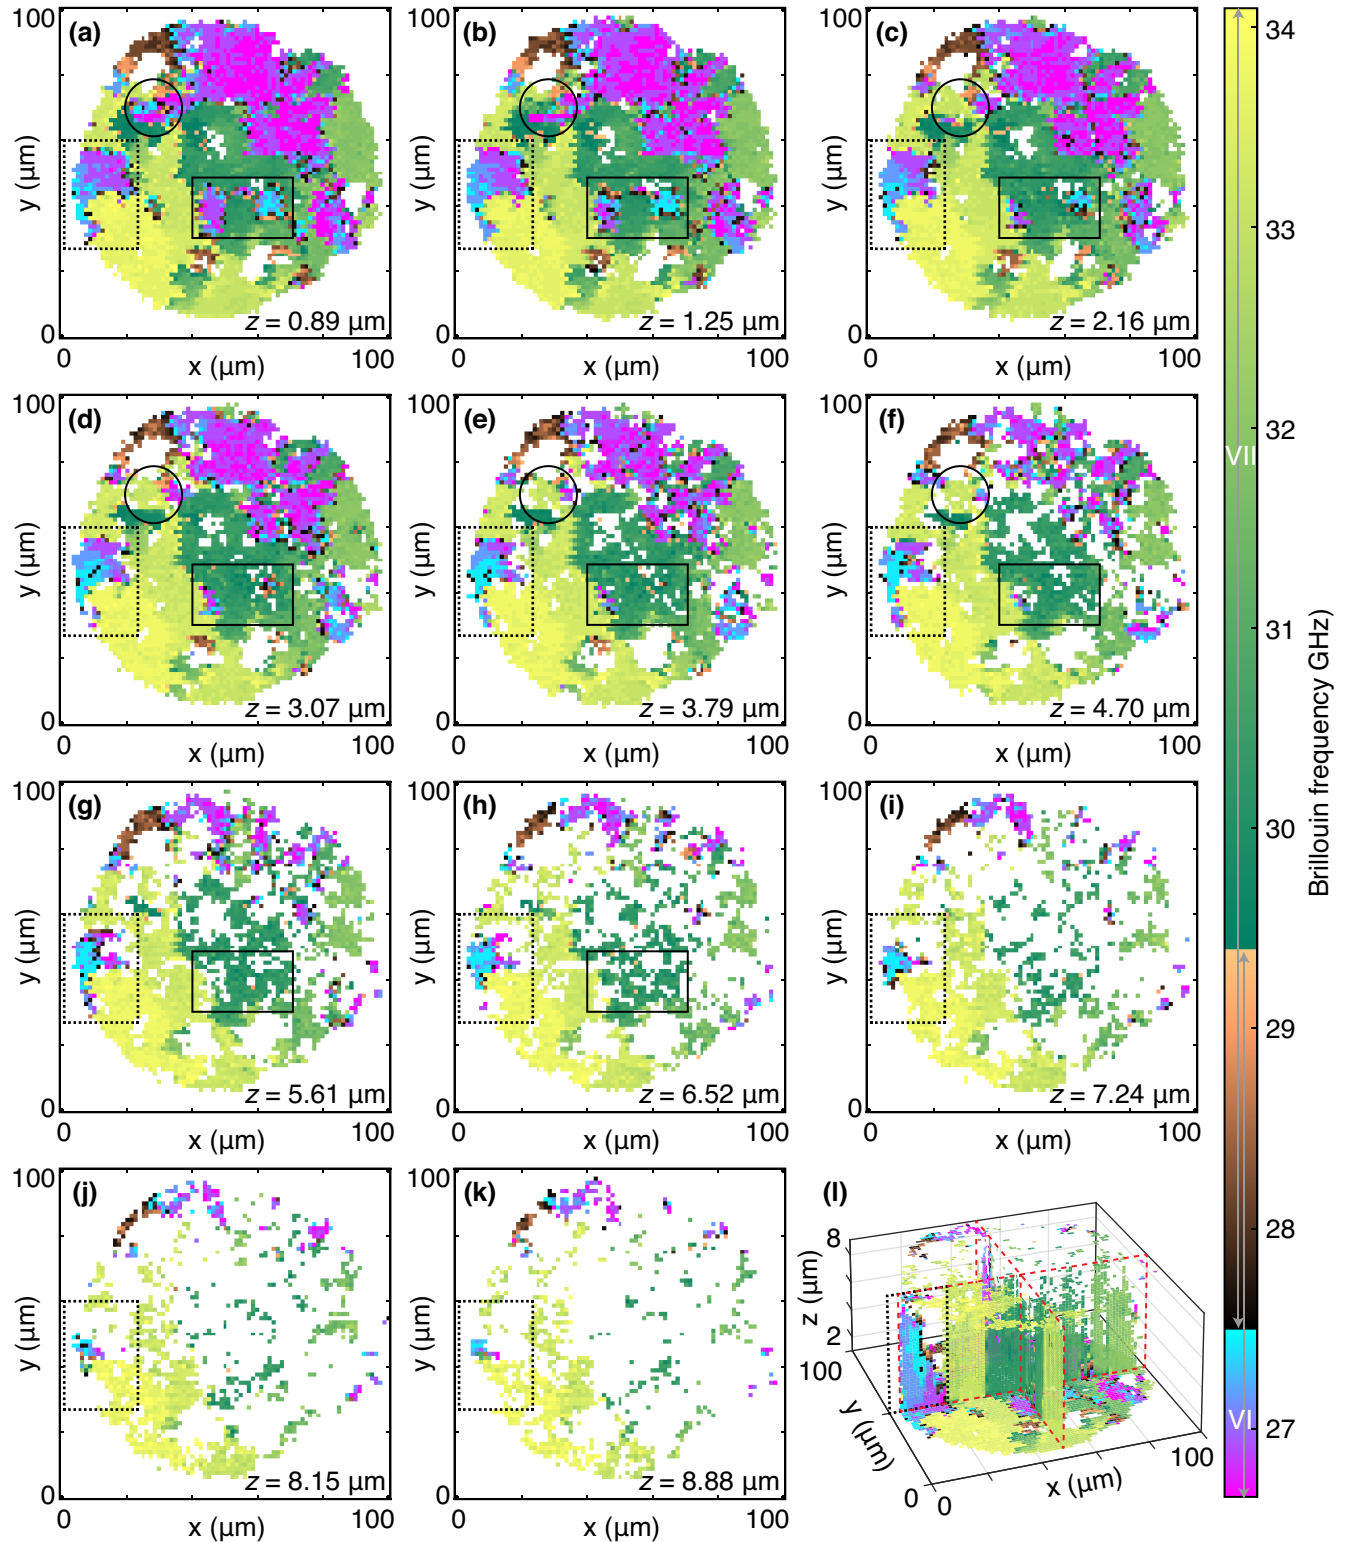 (a)
100
y (µm)
0
z = 0.89 µm
0
100
x (µm)
(b)
100
y (µm)
0
z = 1.25 µm
0
100
x (µm)
(c)
100
y (µm)
0
z = 2.16 µm
0
100
x (µm)
(d)
100
y (µm)
0
z = 3.07 µm
0
100
x (µm)
(e)
100
y (µm)
0
z = 3.79 µm
0
100
x (µm)
(f)
100
y (µm)
0
z = 4.70 µm
0
100
x (µm)
(g)
100
y (µm)
0
z = 5.61 µm
0
100
x (µm)
(h)
100
y (µm)
0
z = 6.52 µm
0
100
x (µm)
(i)
100
y (µm)
0
z = 7.24 µm
0
100
x (µm)
(j)
100
y (µm)
0
z = 8.15 µm
0
100
x (µm)
(k)
100
y (µm)
0
z = 8.88 µm
0
100
x (µm)
(l)
8
z (µm)
2
100
y (µm)
0
0
x (µm)
100
34
33
32
VII
31
30
29
28
27
VI
Brillouin frequency GHz)